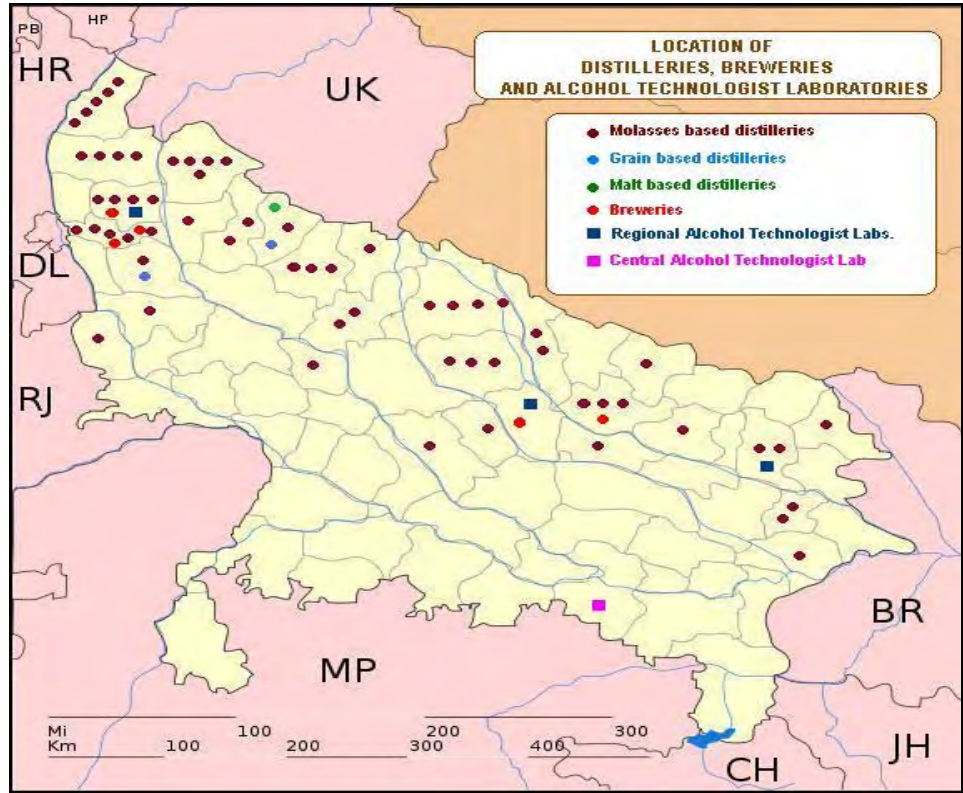 PB
HP
HR
UK
LOCATION OF
DISTILLERIES, BREWERIES
AND ALCOHOL TECHNOLOGIST LABORATORIES
Molasses based distilleries
Grain based distilleries
Malt based distilleries
Breweries
Regional Alcohol Technologist Labs.
Central Alcohol Technologist Lab
DL
RJ
BR
MP
JH
CH
Mi 100 200 300
Km 100 200 300 400